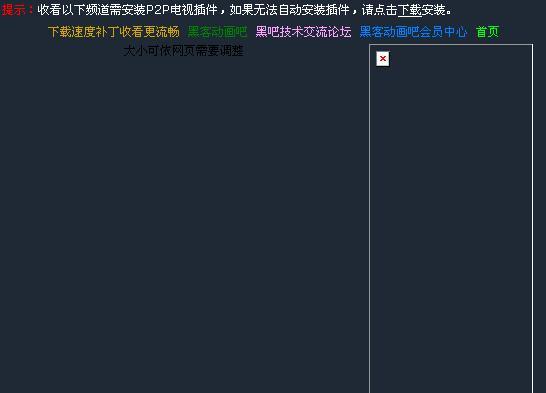 提示：收看以下频道需安装P2P电视插件，如果无法自动安装插件，请点击下载安装。
下载速度补丁收看更流畅 黑客动画吧 黑吧技术交流论坛 黑客动画吧会员中心 首页
大小可依网页需要调整